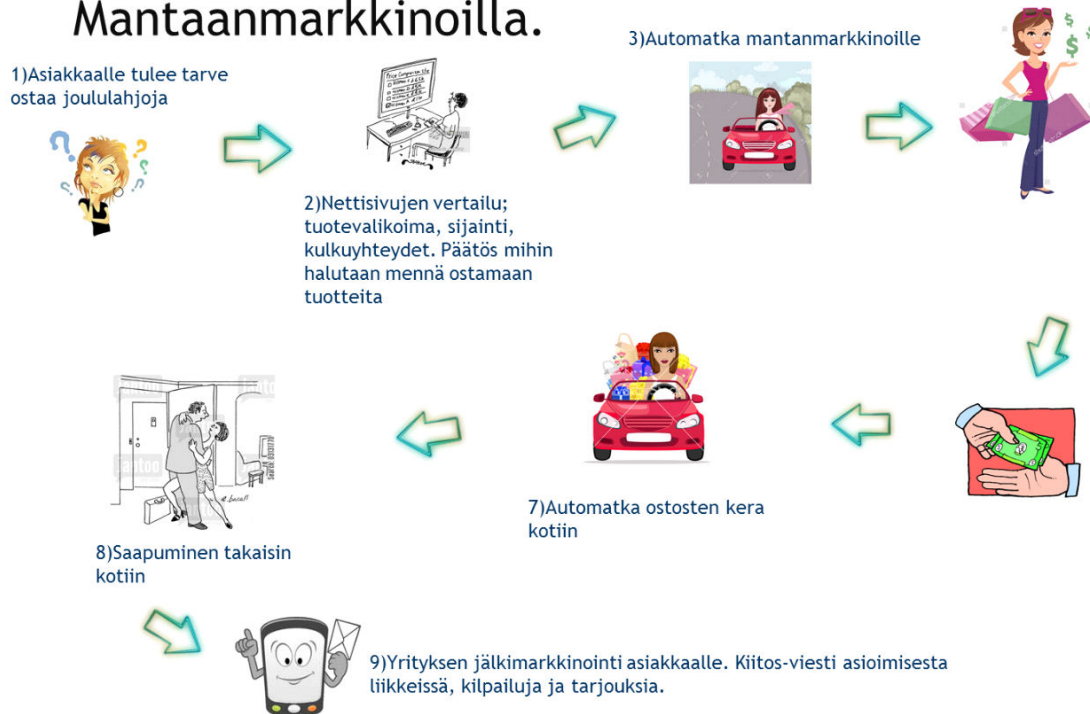 Mantaanmarkkinoilla.
1)Asiakkaalle tulee tarve
ostaa joululahjoja
3)Automatka mantanmarkkinoille
2)Nettisivujen vertailu;
tuotevalikoima, sijainti,
kulkuyhteydet. Päätös mihin
halutaan mennä ostamaan
tuotteita
7)Automatka ostosten kera
kotiin
jantoo
8)Saapuminen takaisin
kotiin
9)Yrityksen jälkimarkkinointi asiakkaalle. Kiitos-viesti asioimisesta
liikkeissä, kilpailuja ja tarjouksia.